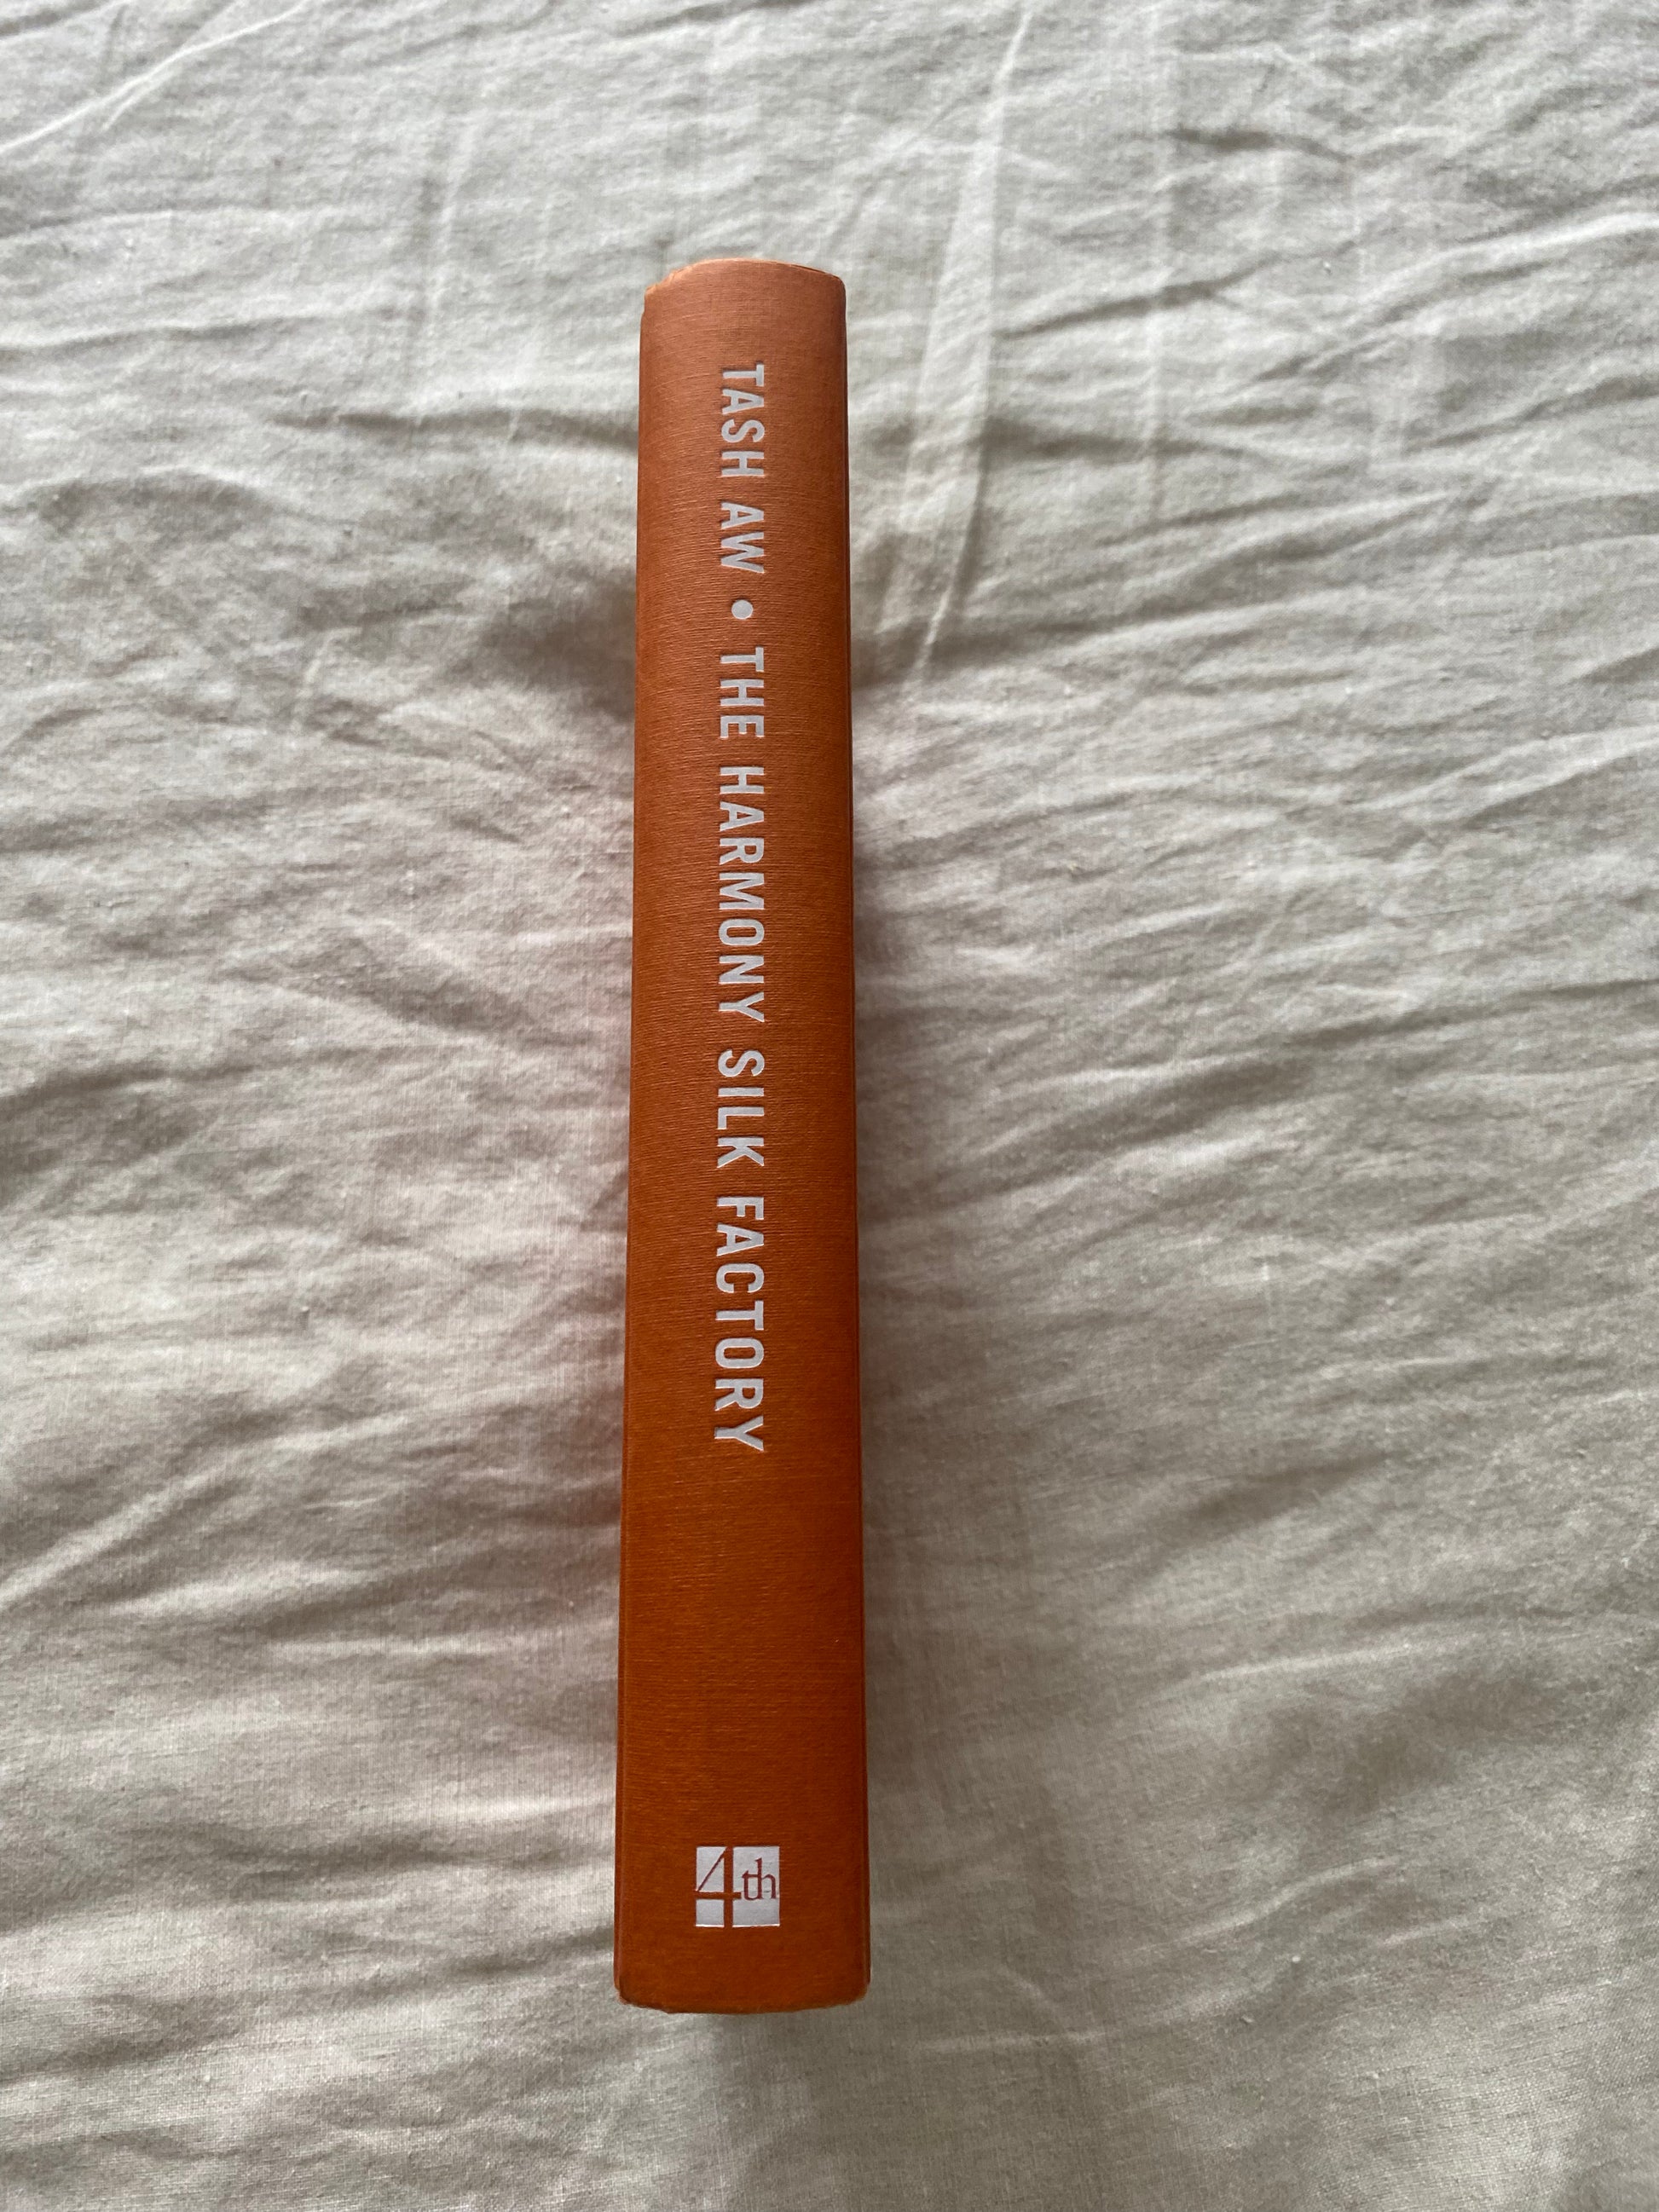 TASH AW • THE HARMONY SILK FACTORY
4th